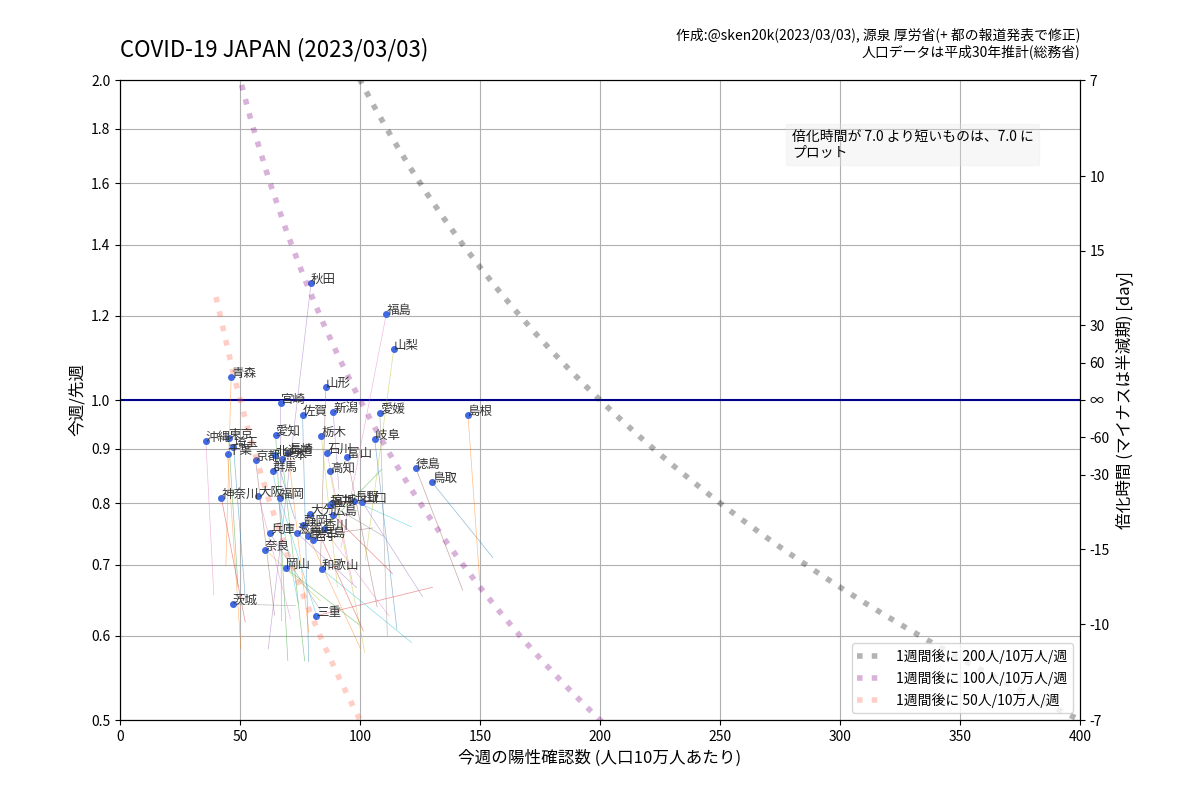 COVID-19 JAPAN (2023/03/03)
作成:@sken20k(2023/03/03), 源泉 厚労省(+ 都の報道発表で修正)
人口データは平成30年推計(総務省)
倍化時間が 7.0 より短いものは、7.0 に
プロット
今週/先週
2.0
1.8
1.6
1.4
1.2
1.0
0.9
0.8
0.7
0.6
0.5
秋田
福島
山梨
青森
山形
宮崎
佐賀
新潟
愛媛
島根
沖縄
東京
埼玉
千葉
愛知
栃木
岐阜
京都
長崎
熊本
群馬
石川
富山
高知
徳島
鳥取
神奈川
大阪
福岡
長野
山口
大分
広島
静岡
香川
兵庫
奈良
岡山
和歌山
茨城
三重
7
10
15
30
60
∞
-60
-30
-15
-10
-7
倍化時間 (マイナスは半減期) [day]
1週間後に 200人/10万人/週
1週間後に 100人/10万人/週
1週間後に 50人/10万人/週
0
50
100
150
200
250
300
350
400
今週の陽性確認数 (人口10万人あたり)